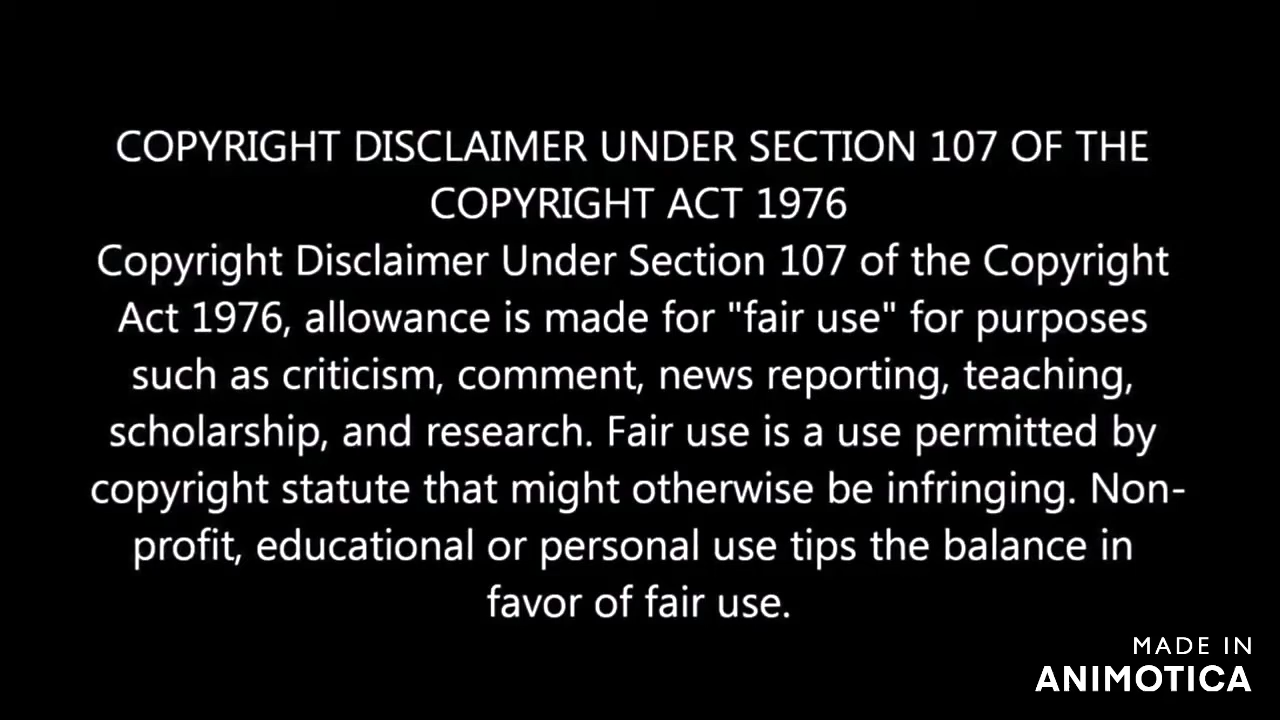 COPYRIGHT DISCLAIMER UNDER SECTION 107 OF THE
COPYRIGHT ACT 1976
Copyright Disclaimer Under Section 107 of the Copyright
Act 1976, allowance is made for "fair use" for purposes
such as criticism, comment, news reporting, teaching,
scholarship, and research. Fair use is a use permitted by
copyright statute that might otherwise be infringing. Non-
profit, educational or personal use tips the balance in
favor of fair use.
MADE IN
ANIMOTICA